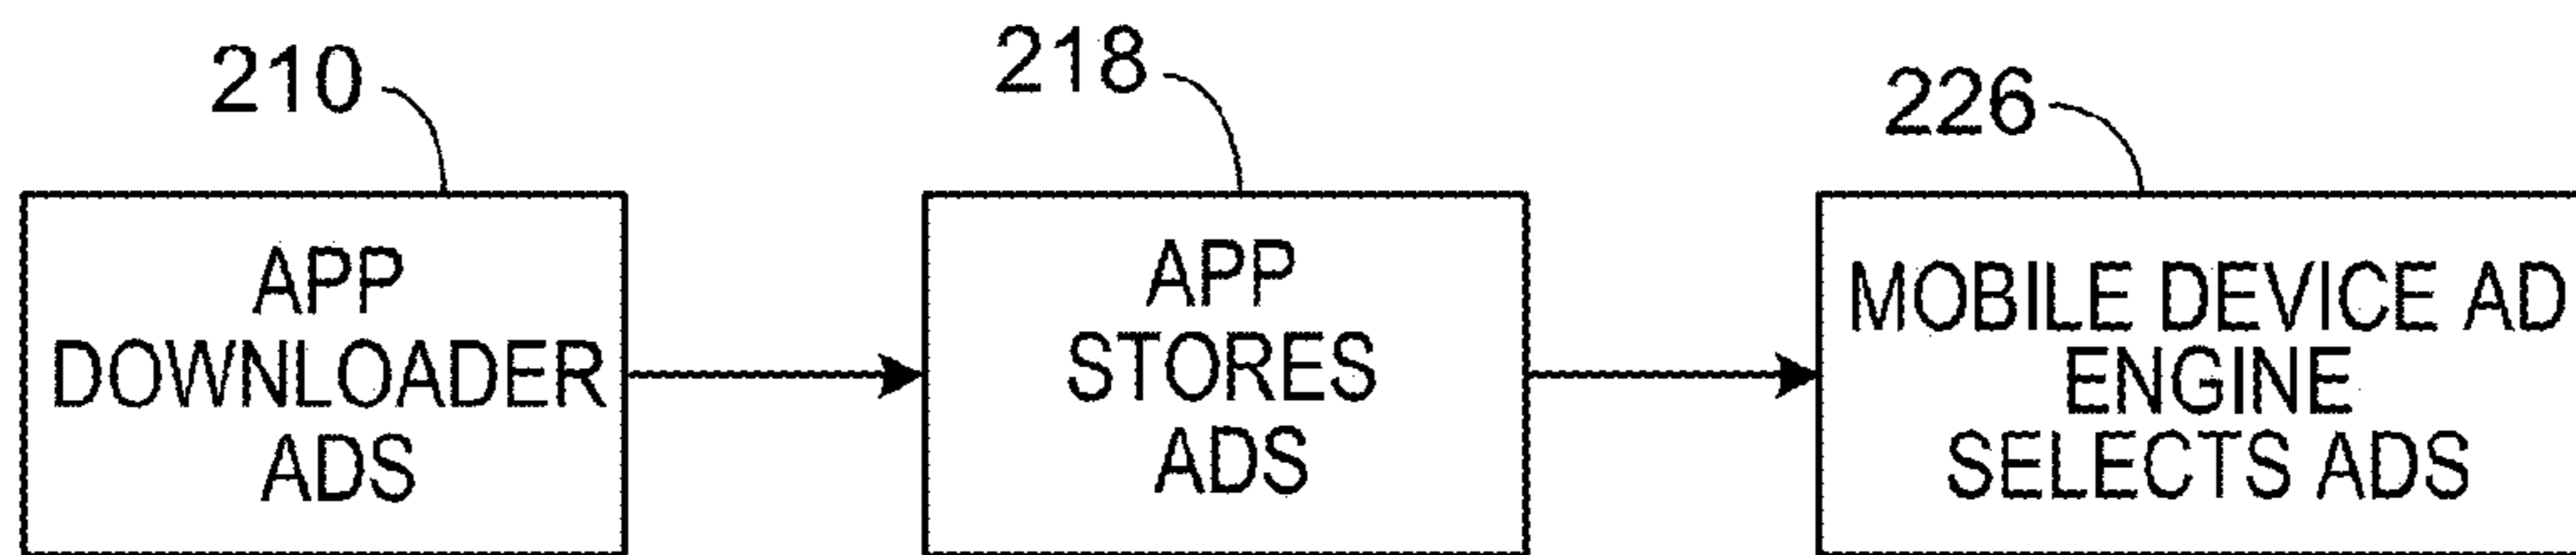 210
218
226
APP
DOWNLOADER
ADS
APP
STORES
ADS
MOBILE DEVICE AD
ENGINE
SELECTS ADS